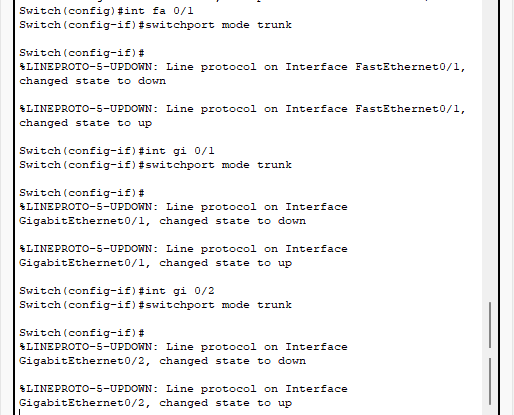 Switch(config)#int fa 0/1
Switch(config-if)#switchport mode trunk
Switch(config-if)#
%LINEPROTO-5-UPDOWN: Line protocol on Interface FastEthernet0/1,
changed state to down
%LINEPROTO-5-UPDOWN: Line protocol on Interface FastEthernet0/1,
changed state to up
Switch(config-if)#int gi 0/1
Switch(config-if)#switchport mode trunk
Switch(config-if)#
%LINEPROTO-5-UPDOWN: Line protocol on Interface
GigabitEthernet0/1, changed state to down
%LINEPROTO-5-UPDOWN: Line protocol on Interface
GigabitEthernet0/1, changed state to up
Switch(config-if)#int gi 0/2
Switch(config-if)#switchport mode trunk
Switch(config-if)#
%LINEPROTO-5-UPDOWN: Line protocol on Interface
GigabitEthernet0/2, changed state to down
%LINEPROTO-5-UPDOWN: Line protocol on Interface
GigabitEthernet0/2, changed state to up